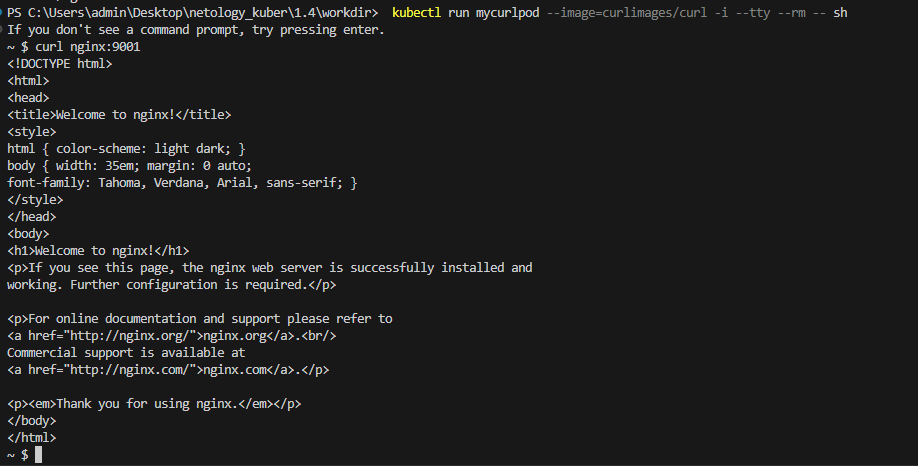 PS C:\Users\admin\Desktop\netology_kuber\1.4\workdir>  kubectl run mycurlpod --image=curlimages/curl -i --tty --rm -- sh
If you don't see a command prompt, try pressing enter.
~ $ curl nginx:9001
<!DOCTYPE html>
<html>
<head>
<title>Welcome to nginx!</title>
<style>
html { color-scheme: light dark; }
body { width: 35em; margin: 0 auto;
font-family: Tahoma, Verdana, Arial, sans-serif; }
</style>
</head>
<body>
<h1>Welcome to nginx!</h1>
<p>If you see this page, the nginx web server is successfully installed and
working. Further configuration is required.</p>

<p>For online documentation and support please refer to
<a href="http://nginx.org/">nginx.org</a>.<br/>
Commercial support is available at
<a href="http://nginx.com/">nginx.com</a>.</p>

<p><em>Thank you for using nginx.</em></p>
</body>
</html>
~ $